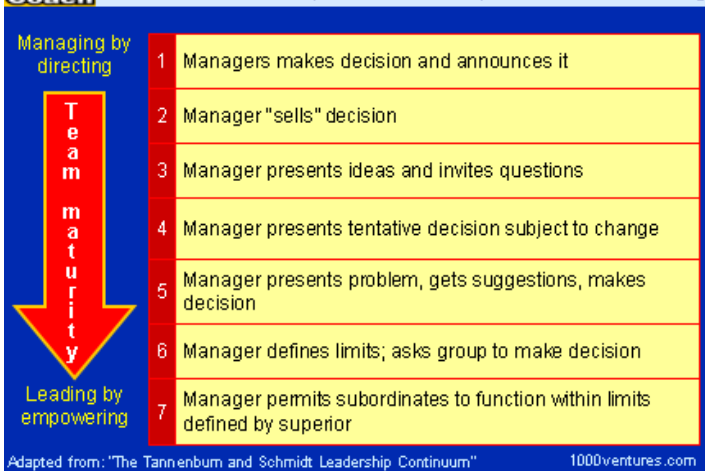 Managing by
directing
Team maturity
Leading by
empowering
1 Managers makes decision and announces it
2 Manager "sells" decision
3 Manager presents ideas and invites questions
4 Manager presents tentative decision subject to change
5 Manager presents problem, gets suggestions, makes
decision
6 Manager defines limits; asks group to make decision
7 Manager permits subordinates to function within limits
defined by superior
Adapted from: "The Tannenbum and Schmidt Leadership Continuum"
1000ventures.com